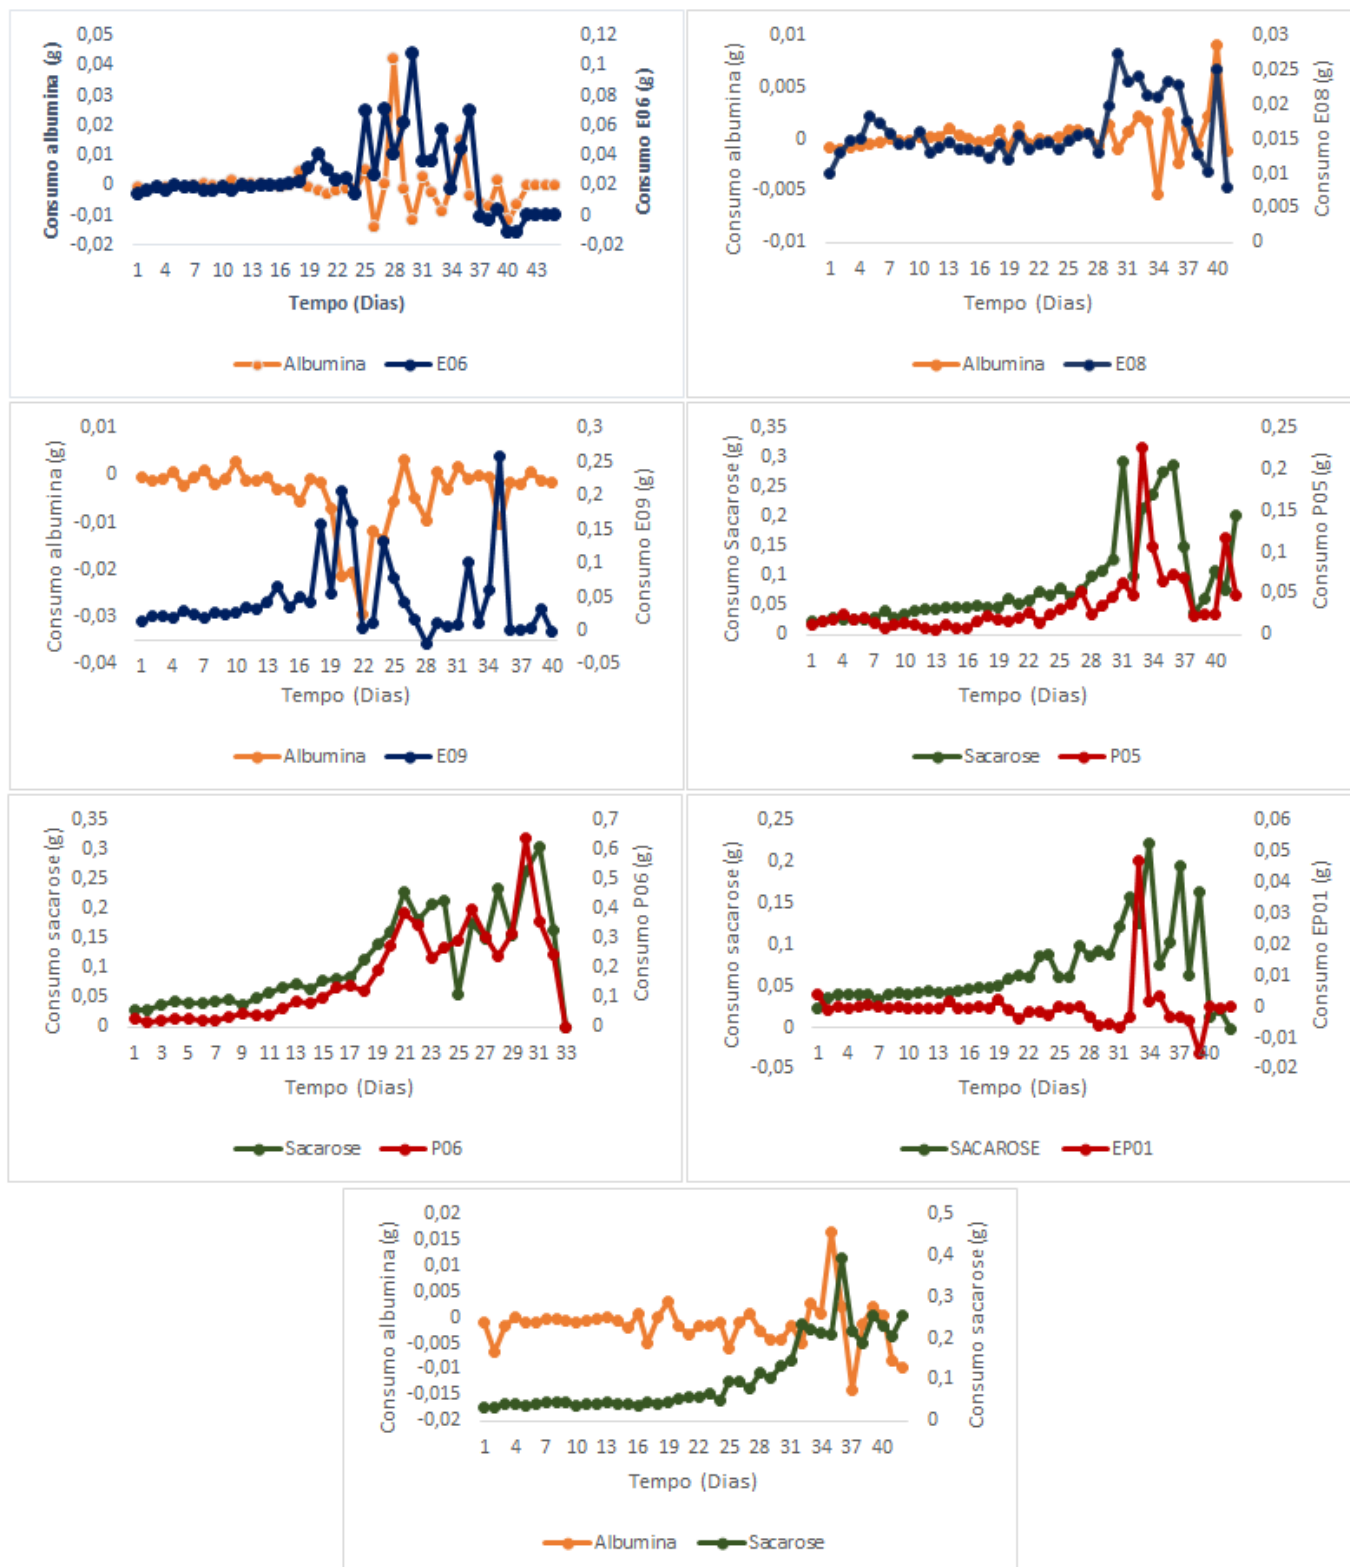 Consumo albumina (g)
0,05
0,04
0,03
0,02
0,01
0
-0,01
-0,02
0,12
0,1
0,08
0,06
0,04
0,02
0
-0,02
Consumo E06 (g)
1 4 7 10 13 16 19 22 25 28 31 34 37 40 43
Tempo (Dias)
Albumina E06
Consumo albumina (g)
0,01
0,005
0
-0,005
-0,01
0,03
0,025
0,02
0,015
0,01
0,005
0
Consumo E08 (g)
1 4 7 10 13 16 19 22 25 28 31 34 37 40
Tempo (Dias)
Albumina E08
Consumo albumina (g)
0,01
0
-0,01
-0,02
-0,03
-0,04
0,3
0,25
0,2
0,15
0,1
0,05
0
-0,05
Consumo E09 (g)
1 4 7 10 13 16 19 22 25 28 31 34 37 40
Tempo (Dias)
Albumina E09
Consumo Sacarose (g)
0,35
0,3
0,25
0,2
0,15
0,1
0,05
0
0,25
0,2
0,15
0,1
0,05
0
Consumo P05 (g)
1 4 7 10 13 16 19 22 25 28 31 34 37 40
Tempo (Dias)
Sacarose P05
Consumo sacarose (g)
0,35
0,3
0,25
0,2
0,15
0,1
0,05
0
0,7
0,6
0,5
0,4
0,3
0,2
0,1
0
Consumo P06 (g)
1 3 5 7 9 11 13 15 17 19 21 23 25 27 29 31 33
Tempo (Dias)
Sacarose P06
Consumo sacarose (g)
0,25
0,2
0,15
0,1
0,05
0
-0,05
0,06
0,05
0,04
0,03
0,02
0,01
0
-0,01
-0,02
Consumo EP01 (g)
1 4 7 10 13 16 19 22 25 28 31 34 37 40
Tempo (Dias)
SACAROSE EP01
Consumo albumina (g)
0,02
0,015
0,01
0,005
0
-0,005
-0,01
-0,015
-0,02
0,5
0,4
0,3
0,2
0,1
0
Consumo sacarose (g)
1 4 7 10 13 16 19 22 25 28 31 34 37 40
Tempo (Dias)
Albumina Sacarose